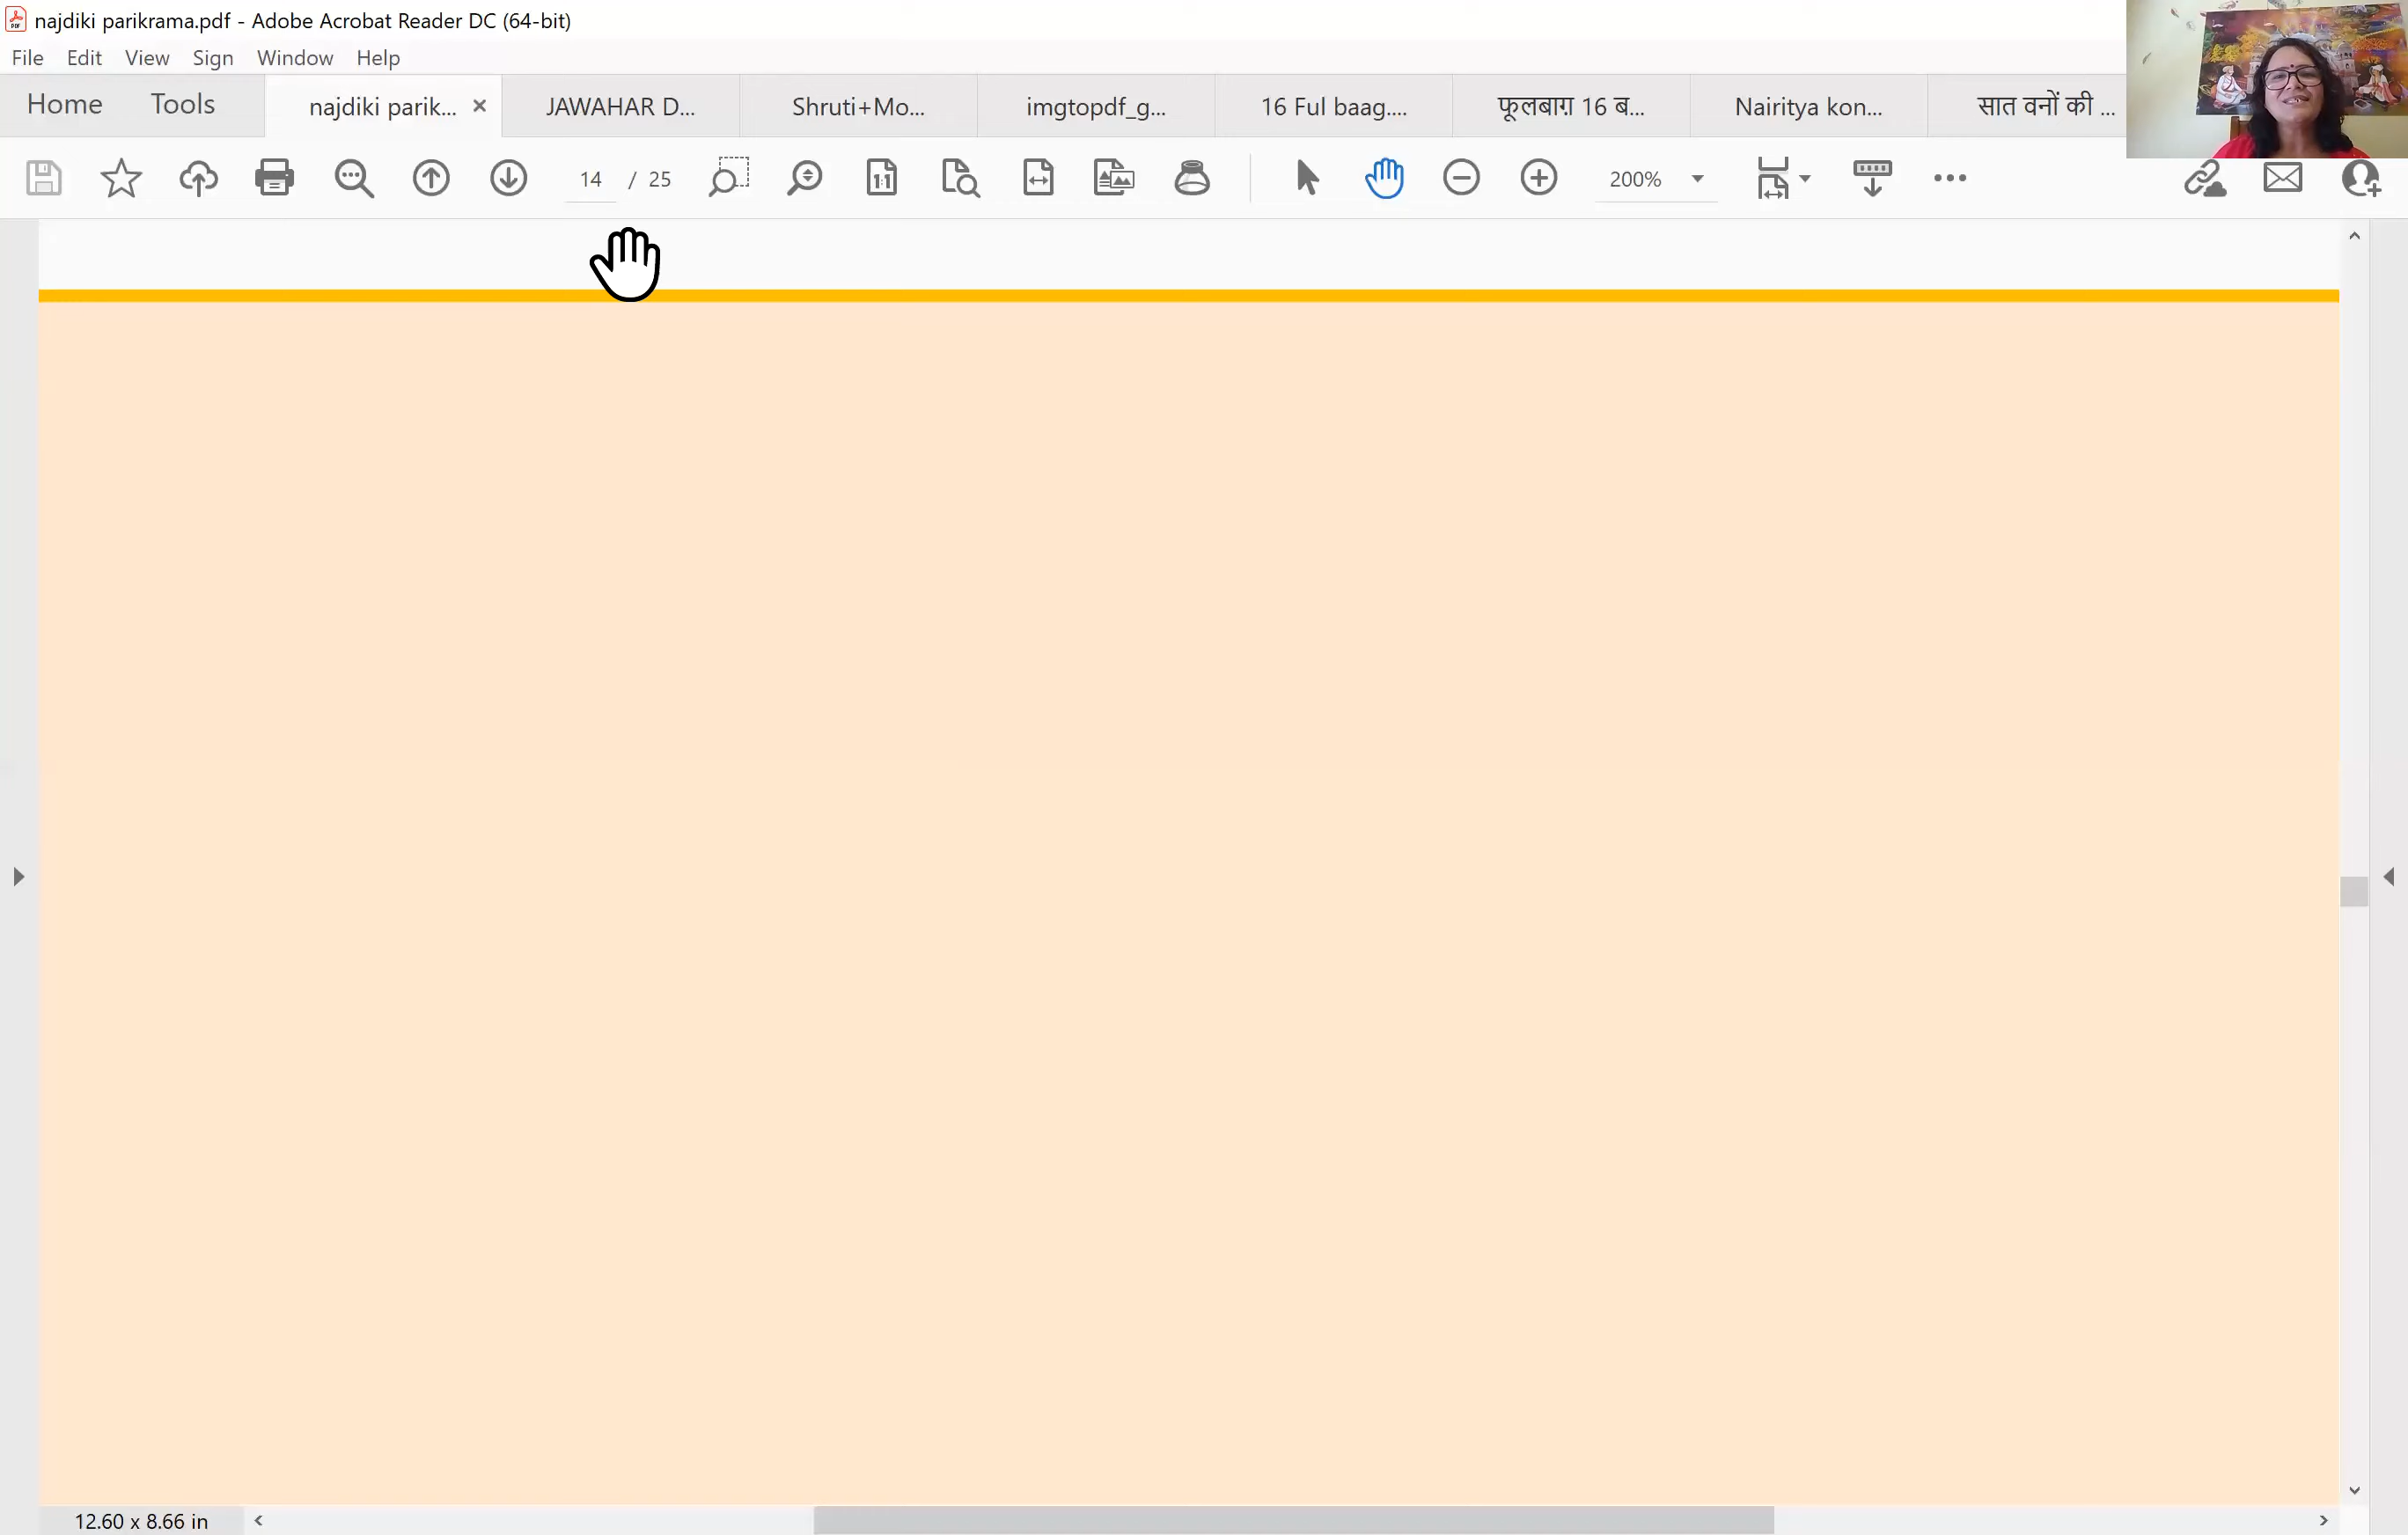 najdiki parikrama.pdf - Adobe Acrobat Reader DC (64-bit)
File Edit View Sign Window Help
Home Tools najdiki parik... JAWAHAR D... Shruti+Mo... imgtopdf_g... 16 Ful baag.... फूलबाग़ 16 ब... Nairitya kon... सात वनों की ...
14 / 25 1:1 200%
12.60 x 8.66 in